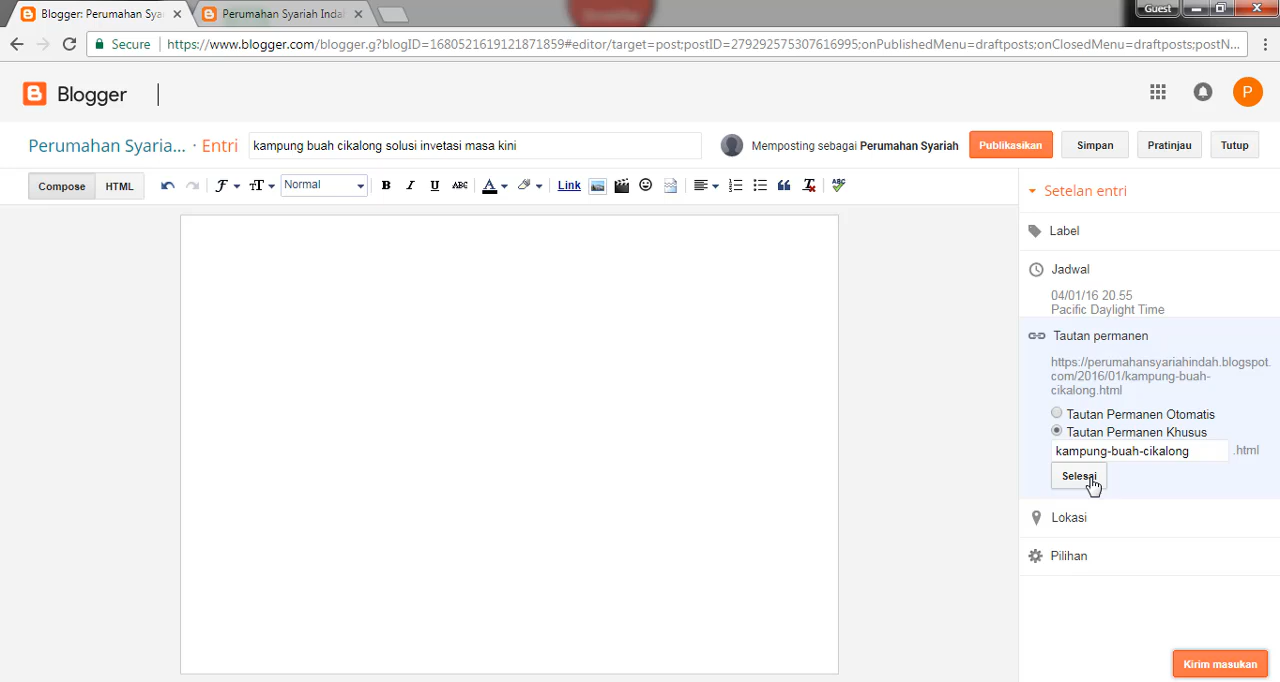 Blogger: Perumahan Sya
Perumahan Syariah Indah
Guest
Secure
https://www.blogger.com/blogger.g?blogID=1680521619121871859#editor/target=post;postID=279292575307616995;onPublishedMenu=draftposts;onClosedMenu=draftposts;postN...
Blogger
P
Perumahan Syaria... · Entri
kampung buah cikalong solusi invetasi masa kini
Memposting sebagai Perumahan Syariah
Publikasikan
Simpan
Pratinjau
Tutup
Compose
HTML
Normal
B
I
U
ABC
A
Link
Setelan entri
Label
Jadwal
04/01/16 20.55
Pacific Daylight Time
Tautan permanen
https://perumahansyariahindah.blogspot.
com/2016/01/kampung-buah-
cikalong.html
Tautan Permanen Otomatis
Tautan Permanen Khusus
kampung-buah-cikalong .html
Selesai
Lokasi
Pilihan
Kirim masukan